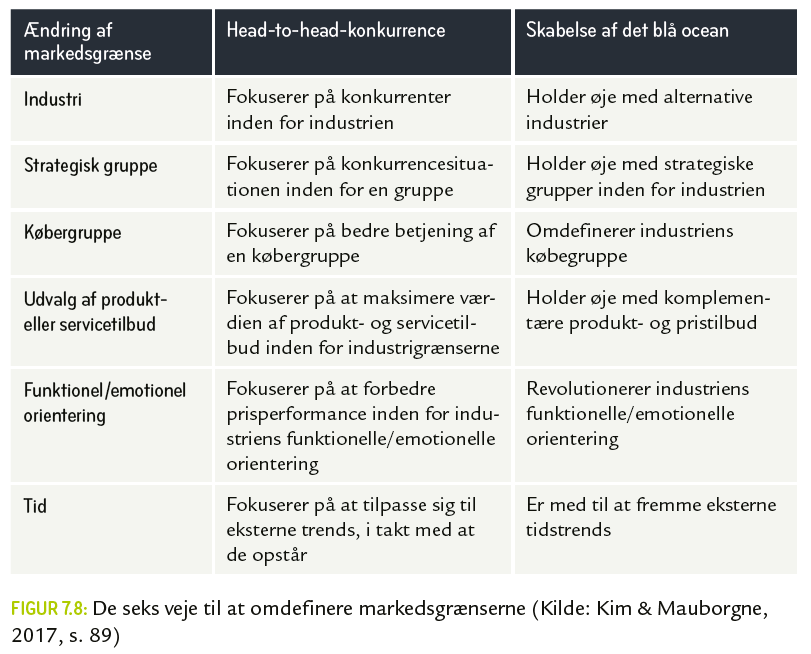 Ændring af
markedsgrænse
Head-to-head-konkurrence
Skabelse af det blå ocean
Industri
Fokuserer på konkurrenter
inden for industrien
Holder øje med alternative
industrier
Strategisk gruppe
Fokuserer på konkurrencesitua-
tionen inden for en gruppe
Holder øje med strategiske
grupper inden for industrien
Købergruppe
Fokuserer på bedre betjening af
en købergruppe
Omdefinerer industriens
købegruppe
Udvalg af produkt-
eller servicetilbud
Fokuserer på at maksimere vær-
dien af produkt- og servicetil-
bud inden for industrigrænserne
Holder øje med komplemen-
tære produkt- og pristilbud
Funktionel/emotionel
orientering
Fokuserer på at forbedre
prisperformance inden for indu-
striens funktionelle/emotionelle
orientering
Revolutionerer industriens
funktionelle/emotionelle
orientering
Tid
Fokuserer på at tilpasse sig til
eksterne trends, i takt med at
de opstår
Er med til at fremme eksterne
tidstrends
FIGUR 7.8: De seks veje til at omdefinere markedsgrænserne (Kilde: Kim & Mauborgne,
2017, s. 89)